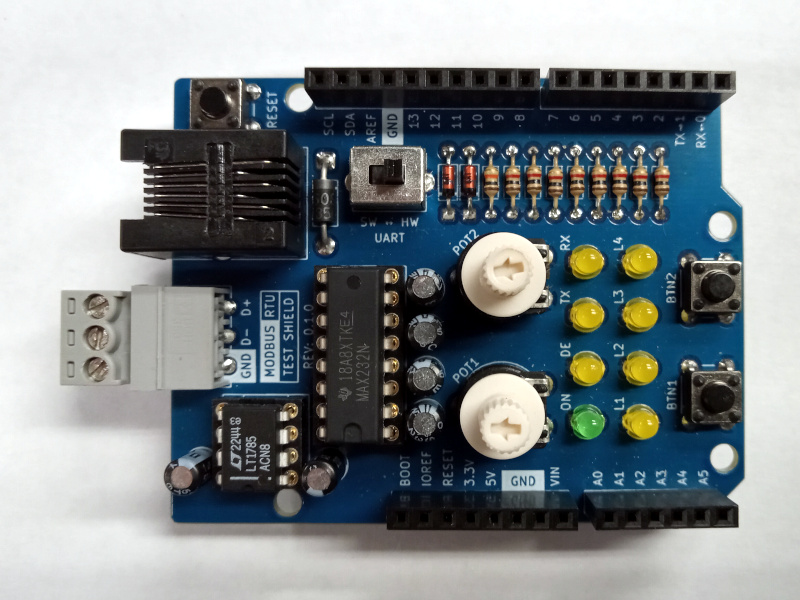 RESET
SCL
SDA
AREF
GND
13
12
11
10
9
8
7
6
5
4
3
2
TX→1
RX←0
SW ↔ HW
UART
POT2
RX
L4
TX
L3
DE
L2
ON
L1
BTN2
BTN1
POT1
GND D- D+
MODBUS RTU
TEST SHIELD
REV: 0.1.0
18A8XTKE4
MAX232N
2244
LT1785
ACN8
BOOT
IOREF
RESET
3.3V
5V
GND
VIN
A0
A1
A2
A3
A4
A5